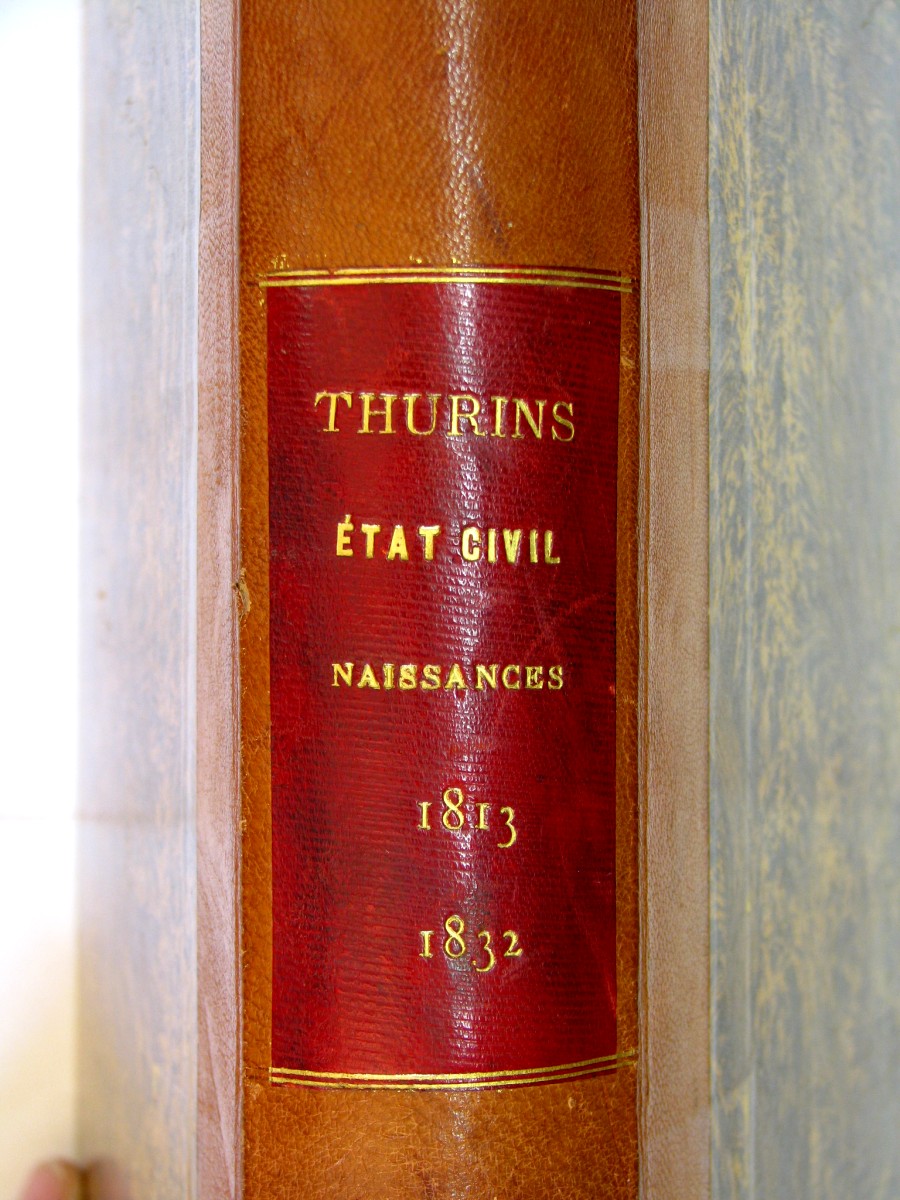 THURINS
ÉTAT CIVIL
NAISSANCES
1813
1832